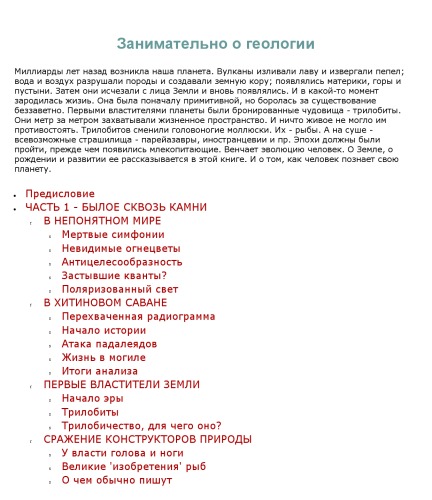 Занимательно о геологии
Миллиарды лет назад возникла наша планета. Вулканы изливали лаву и извергали пепел;
вода и воздух разрушали породы и создавали земную кору; появлялись материки, горы и
пустыни. Затем они исчезали с лица Земли и вновь появлялись. И в какой-то момент
зародилась жизнь. Она была поначалу примитивной, но боролась за существование
беззаветно. Первыми властителями планеты были бронированные чудовища - трилобиты.
Они метр за метром захватывали жизненное пространство. И ничто живое не могло им
противостоять. Трилобитов сменили головоногие моллюски. Их - рыбы. А на суше -
всевозможные страшилища - парейазавры, иностранцевии и пр. Эпохи должны были
пройти, прежде чем появились млекопитающие. Венчает эволюцию человек. О Земле, о
рождении и развитии ее рассказывается в этой книге. И о том, как человек познает свою
планету.
Предисловие
ЧАСТЬ 1 - БЫЛОЕ СКВОЗЬ КАМНИ
В НЕПОНЯТНОМ МИРЕ
Мертвые симфонии
Невидимые огнецветы
Антицелесообразность
Застывшие кванты?
Поляризованный свет
В ХИТИНОВОМ САВАНЕ
Перехваченная радиограмма
Начало истории
Атака падалеядов
Жизнь в могиле
Итоги анализа
ПЕРВЫЕ ВЛАСТИТЕЛИ ЗЕМЛИ
Начало эры
Трилобиты
Трилобичество, для чего оно?
СРАЖЕНИЕ КОНСТРУКТОРОВ ПРИРОДЫ
У власти голова и ноги
Великие 'изобретения' рыб
О чем обычно пишут